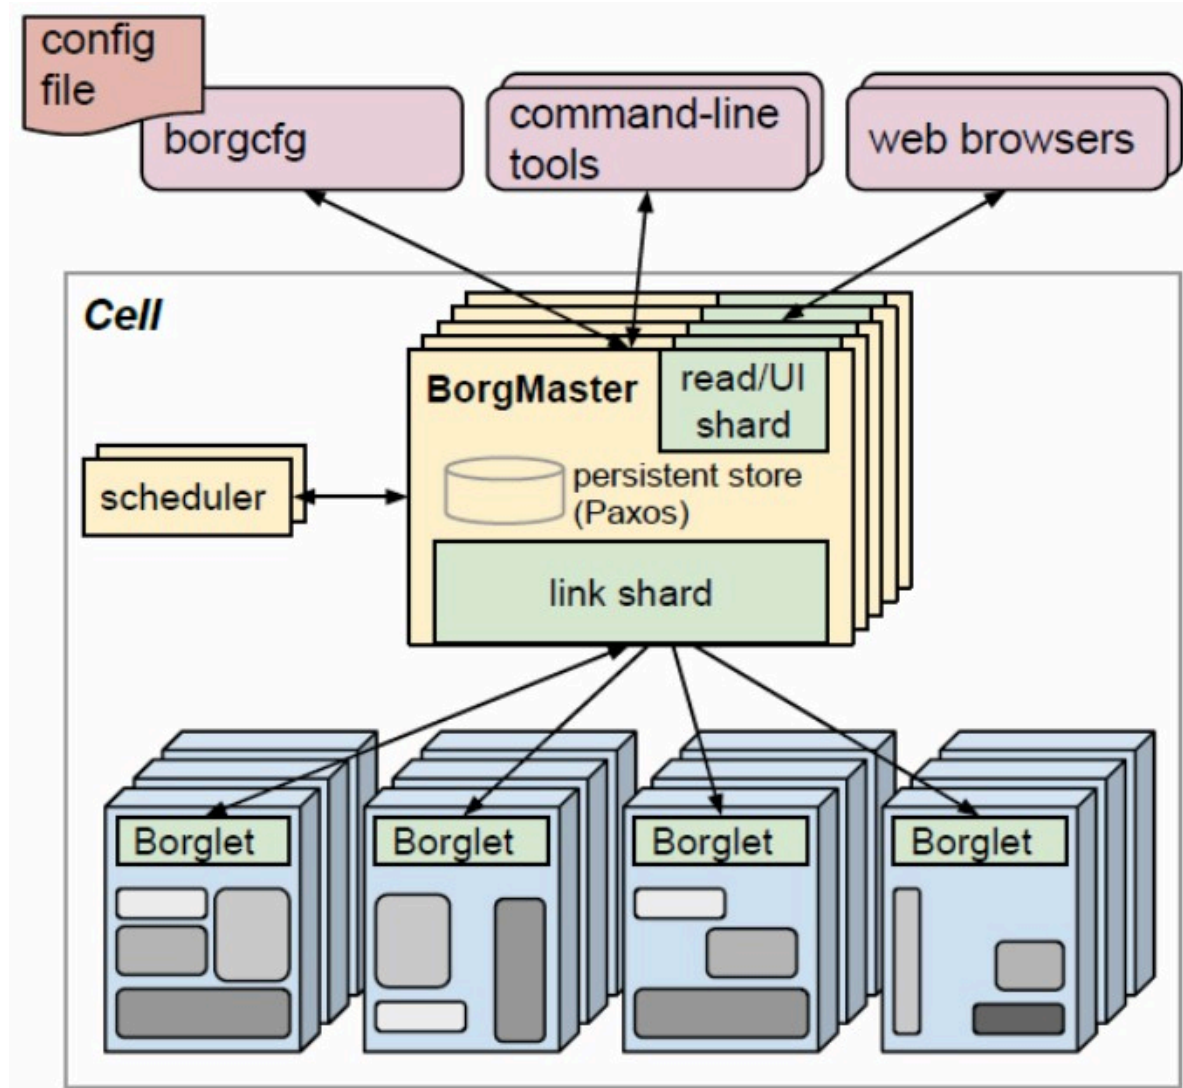 config
file
borgcfg
command-line
tools
web browsers
Cell
BorgMaster
read/UI
shard
persistent store
(Paxos)
scheduler
link shard
Borglet
Borglet
Borglet
Borglet